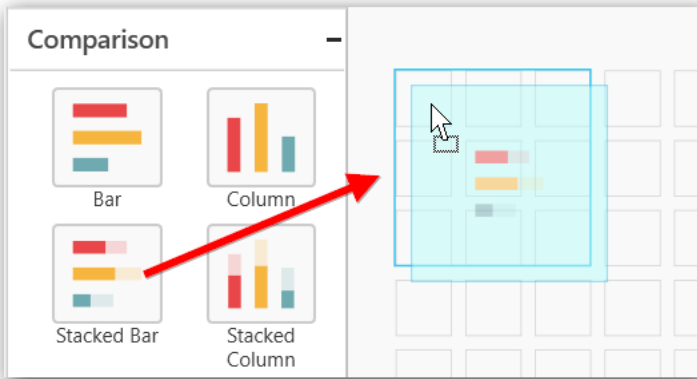 Comparison
Bar
Column
Stacked Bar
Stacked
Column